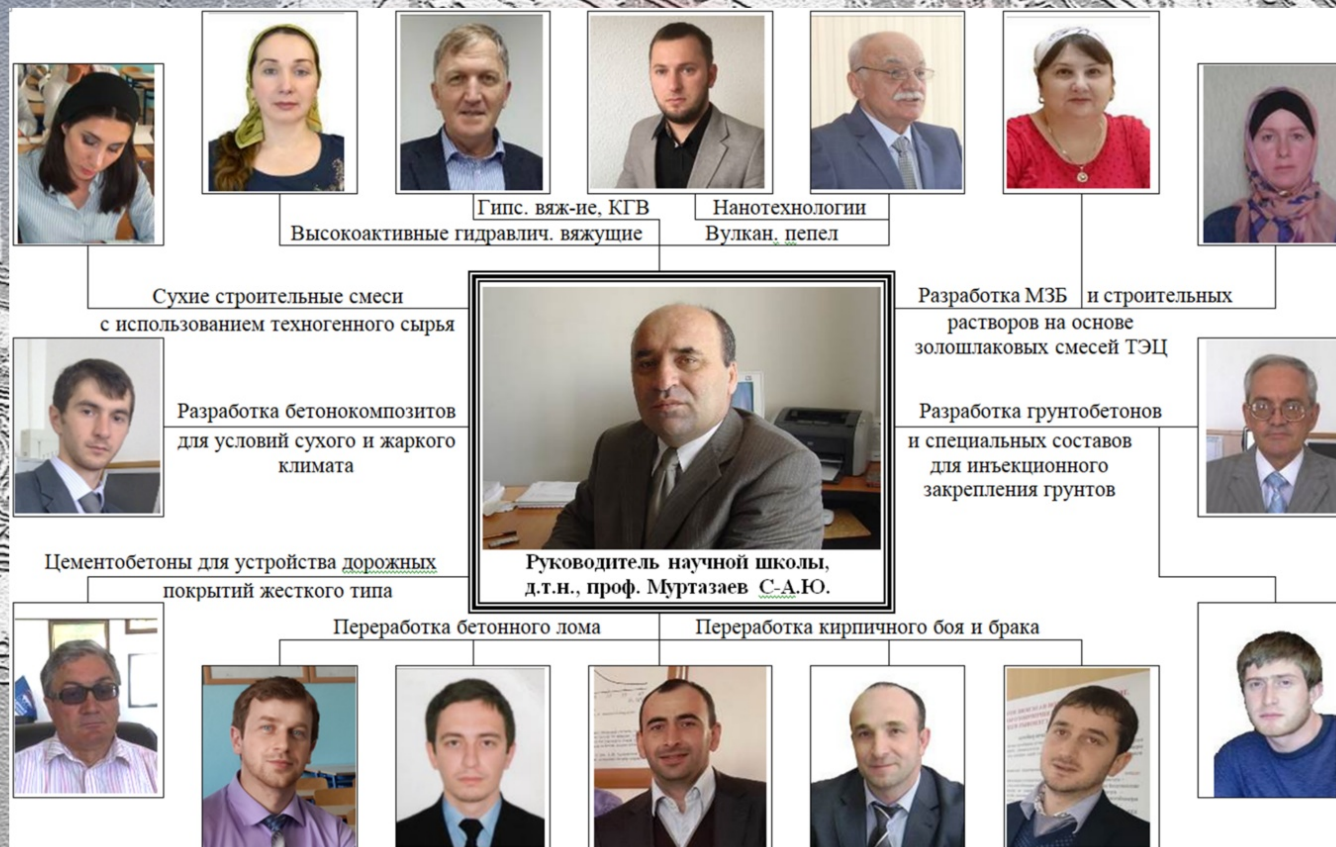 Гипс. вяж-ие, КГВ
Нанотехнологии
Высокоактивные гидравлич. вяжущие
Вулкан. пепел
Сухие строительные смеси
с использованием техногенного сырья
Разработка МЗБ и строительных
растворов на основе
золошлаковых смесей ТЭЦ
Разработка бетонокомпозитов
для условий сухого и жаркого
климата
Разработка грунтобетонов
и специальных составов
для инъекционного
закрепления грунтов
Цементобетоны для устройства дорожных
покрытий жесткого типа
Руководитель научной школы,
д.т.н., проф. Муртазаев С-А.Ю.
Переработка бетонного лома
Переработка кирпичного боя и брака